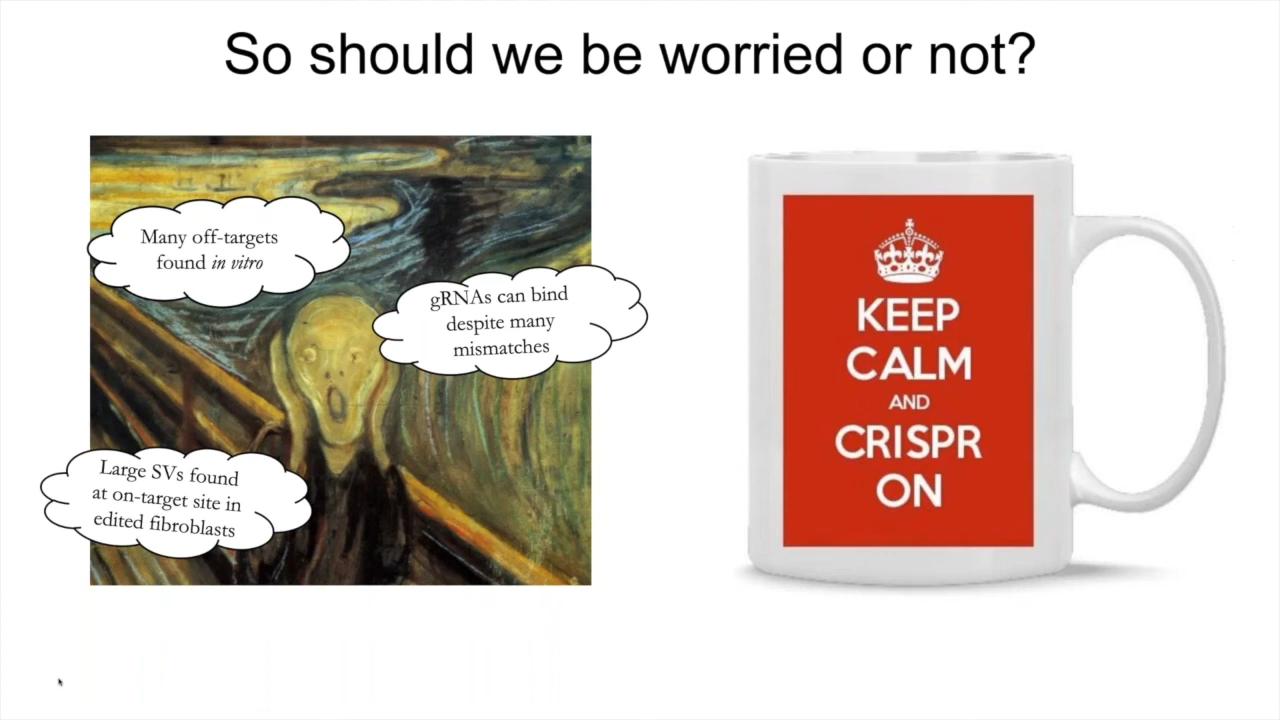 So should we be worried or not?
Many off-targets
found in vitro
gRNAs can bind
despite many
mismatches
Large SVs found
at on-target site in
edited fibroblasts
KEEP
CALM
AND
CRISPR
ON